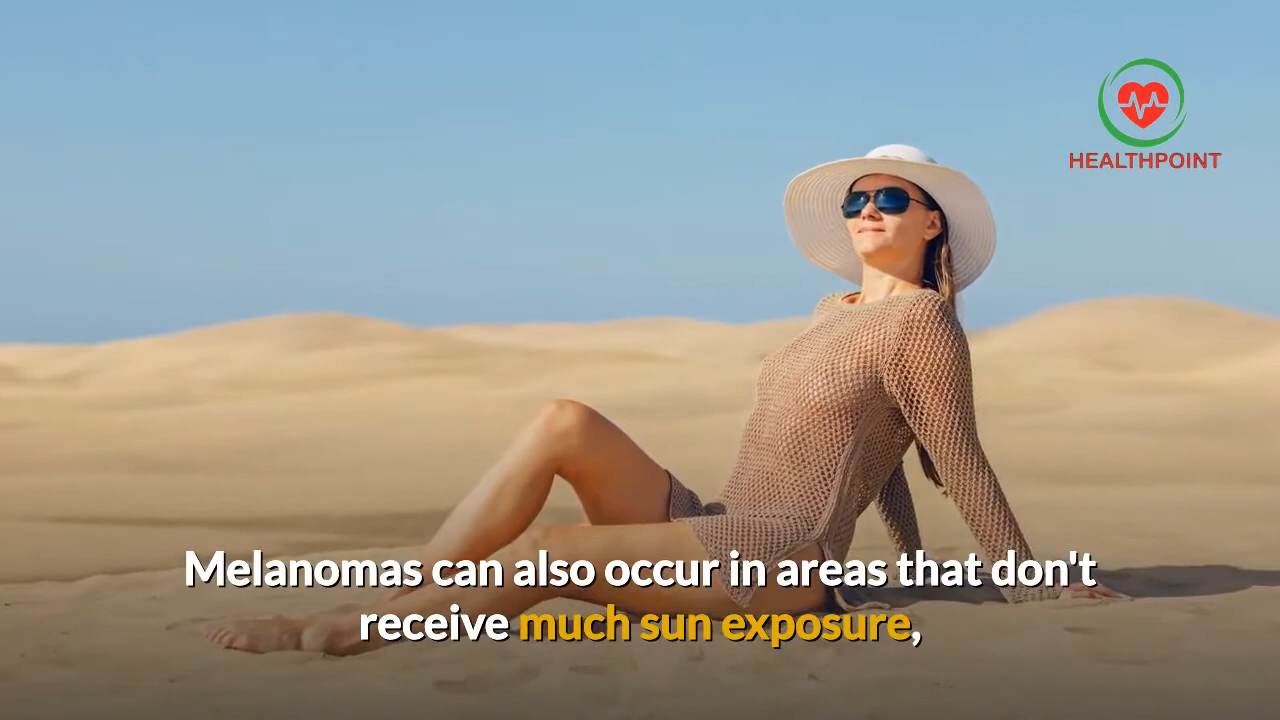 HEALTHPOINT
Melanomas can also occur in areas that don't
receive much sun exposure,